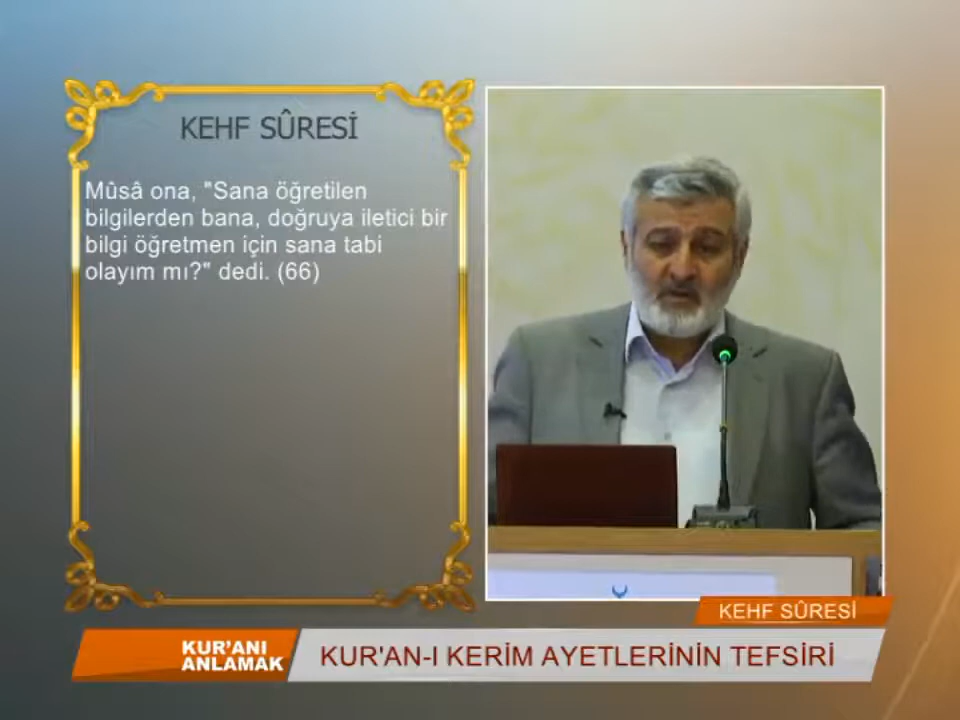 KEHF SÛRESİ
Mûsâ ona, "Sana öğretilen
bilgilerden bana, doğruya iletici bir
bilgi öğretmen için sana tabi
olayım mı?" dedi. (66)
KEHF SÛRESİ
KUR'ANI
ANLAMAK
KUR'AN-I KERİM AYETLERİNİN TEFSİRİ